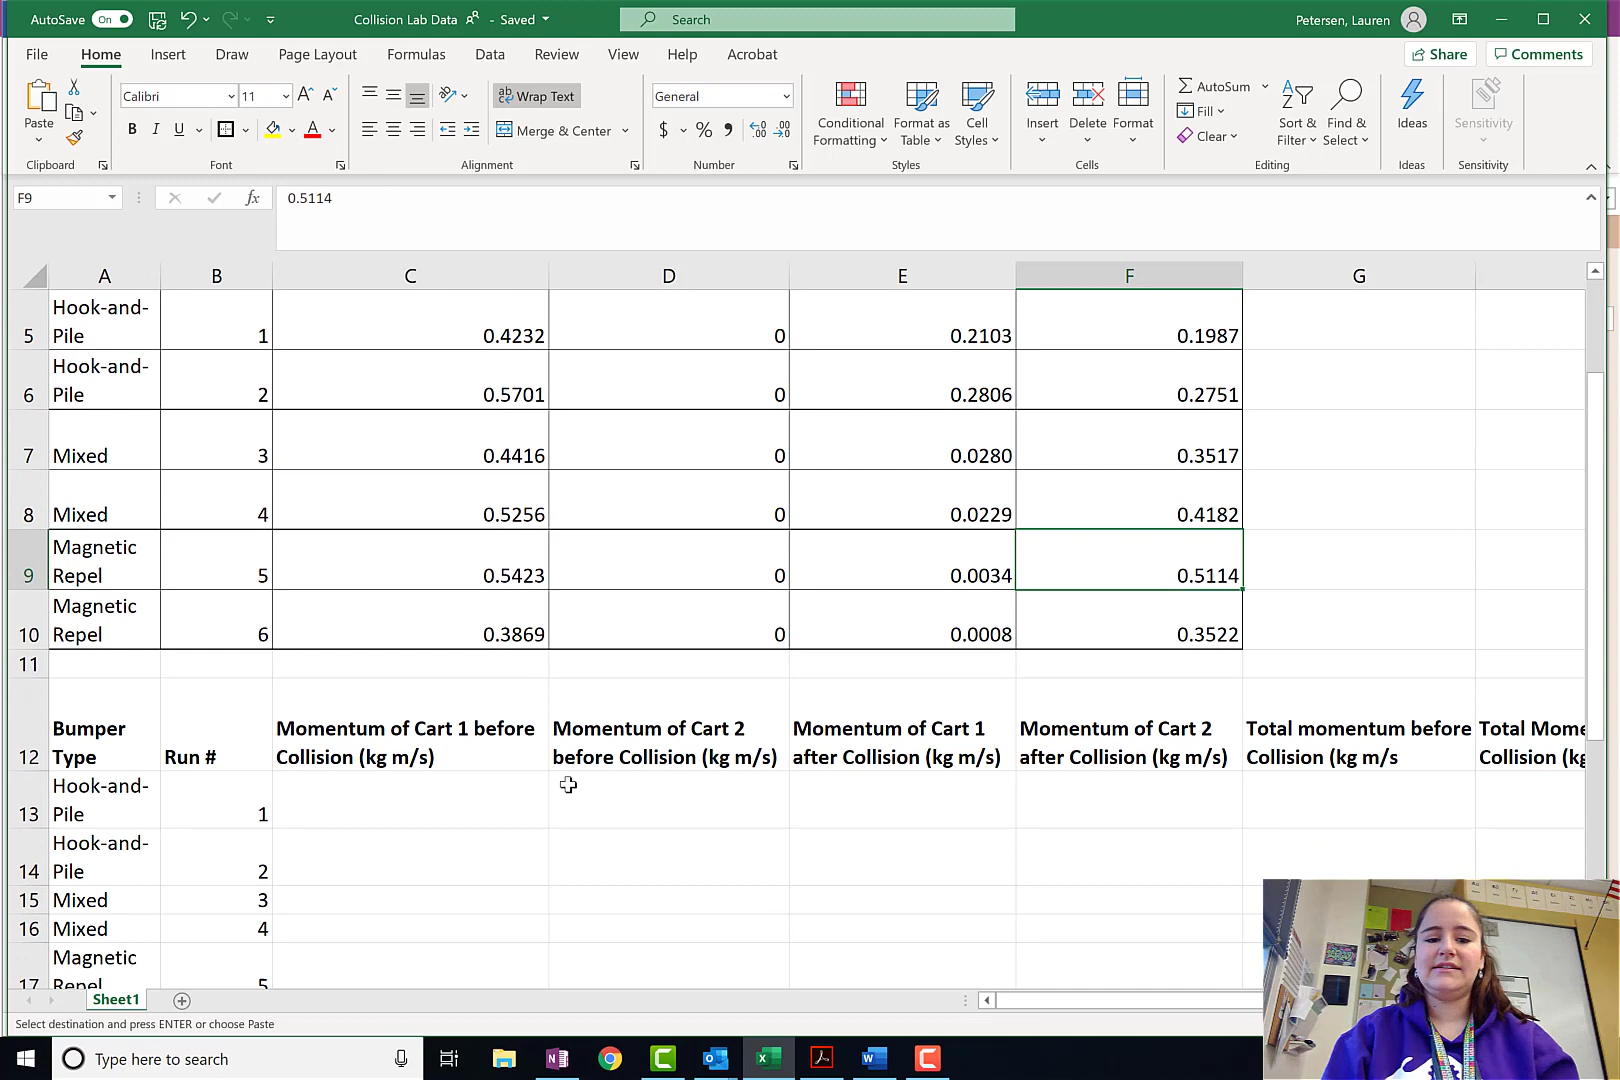 AutoSave On Collision Lab Data - Saved Search Petersen, Lauren
File Home Insert Draw Page Layout Formulas Data Review View Help Acrobat Share Comments
Paste
Clipboard
Calibri 11
B I U
Font
Wrap Text
Merge & Center
Alignment
General
$ % 9
Number
Conditional Formatting
Format as Table
Cell Styles
Styles
Insert Delete Format
Cells
AutoSum
Fill
Clear
Sort & Filter
Find & Select
Editing
Ideas
Ideas
Sensitivity
Sensitivity
F9 fx 0.5114
A B C D E F G
5 Hook-and-Pile 1 0.4232 0 0.2103 0.1987
6 Hook-and-Pile 2 0.5701 0 0.2806 0.2751
7 Mixed 3 0.4416 0 0.0280 0.3517
8 Mixed 4 0.5256 0 0.0229 0.4182
9 Magnetic Repel 5 0.5423 0 0.0034 0.5114
10 Magnetic Repel 6 0.3869 0 0.0008 0.3522
11
12 Bumper Type Run # Momentum of Cart 1 before Collision (kg m/s) Momentum of Cart 2 before Collision (kg m/s) Momentum of Cart 1 after Collision (kg m/s) Momentum of Cart 2 after Collision (kg m/s) Total momentum before Collision (kg m/s Total Mome Collision (kg
13 Hook-and-Pile 1
14 Hook-and-Pile 2
15 Mixed 3
16 Mixed 4
17 Magnetic Repel 5
Sheet1
Select destination and press ENTER or choose Paste
Type here to search